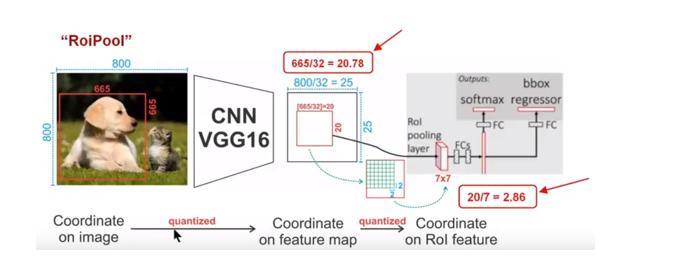 “RoiPool”
800
800
665
665
CNN
VGG16
665/32 = 20.78
800/32 = 25
[665/32]=20
20
25
RoI
pooling
layer
FCs
7x7
2
2
Outputs:
softmax
bbox
regressor
FC
FC
20/7 = 2.86
Coordinate
on image
quantized
Coordinate
on feature map
quantized
Coordinate
on RoI feature